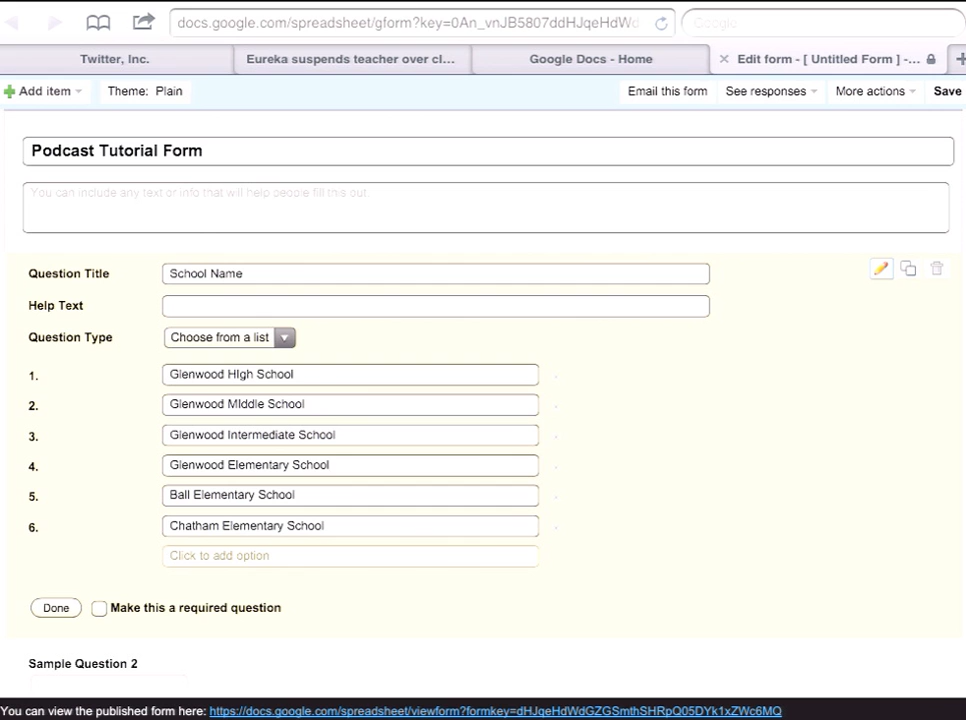 docs.google.com/spreadsheet/gform?key=0An_vnJB5807ddHJqeHdWd
Google
Twitter, Inc.
Eureka suspends teacher over cl...
Google Docs - Home
Edit form - [ Untitled Form ] -...
Add item
Theme: Plain
Email this form
See responses
More actions
Save
Podcast Tutorial Form
You can include any text or info that will help people fill this out.
Question Title
School Name
Help Text
Question Type
Choose from a list
1. Glenwood HIgh School
2. Glenwood MIddle School
3. Glenwood Intermediate School
4. Glenwood Elementary School
5. Ball Elementary School
6. Chatham Elementary School
Click to add option
Done
Make this a required question
Sample Question 2
You can view the published form here: https://docs.google.com/spreadsheet/viewform?formkey=dHJqeHdWdGZGSmthSHRpQ05DYk1xZWc6MQ